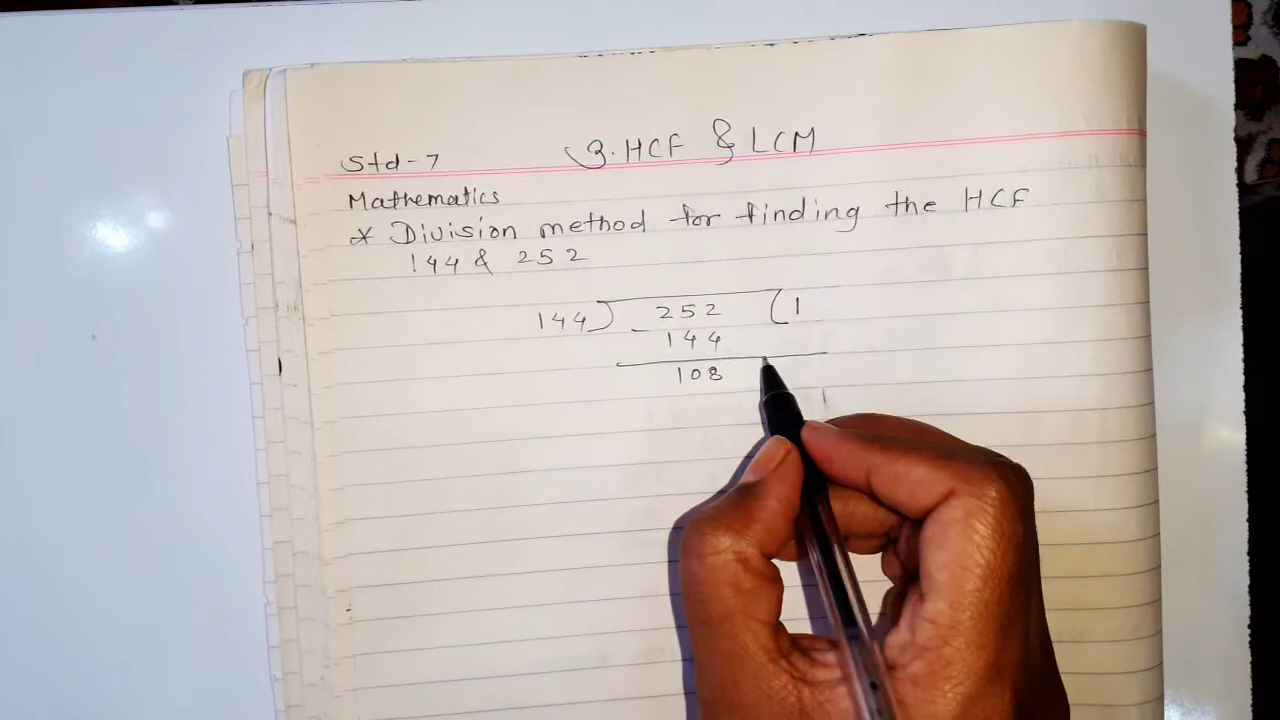 Std-7
3. HCF & LCM
Mathematics
* Division method for finding the HCF
144 & 252
144) 252 (1
- 144
108